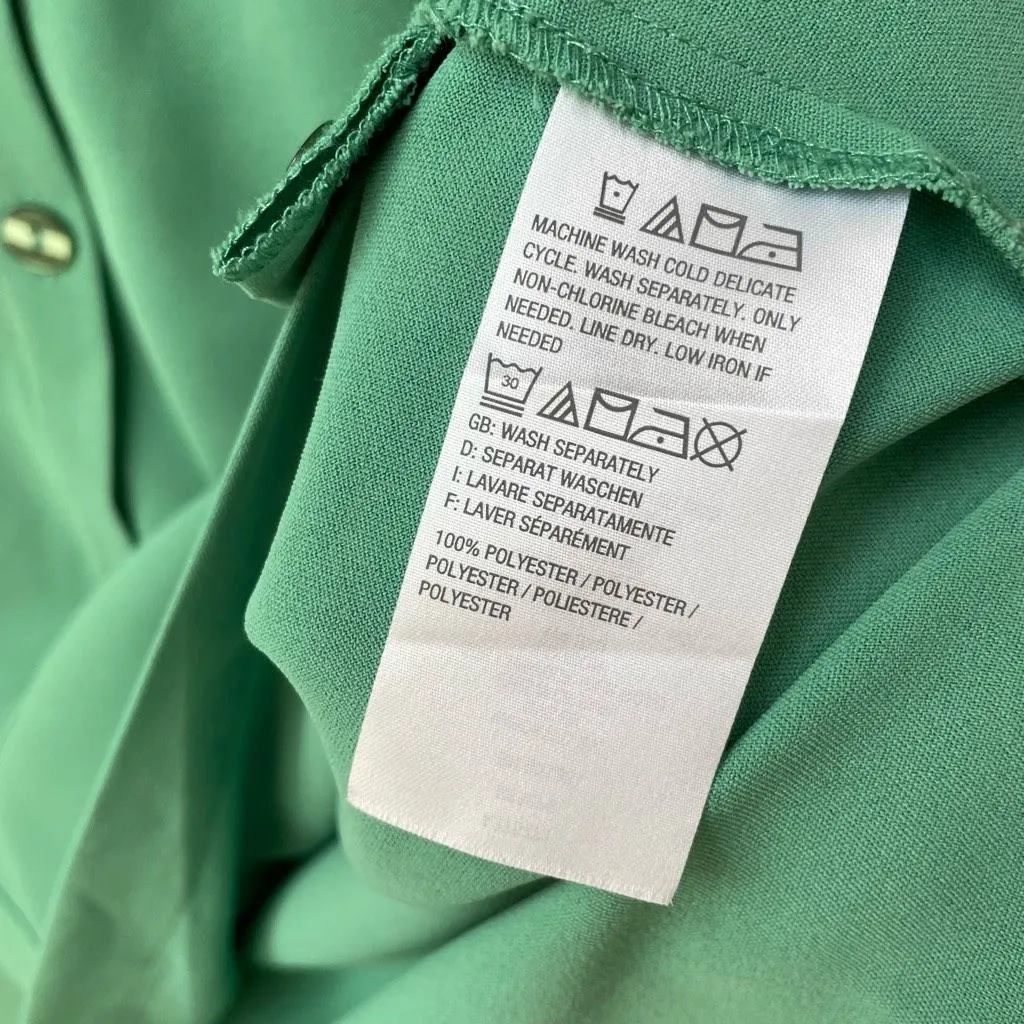 MACHINE WASH COLD DELICATE
CYCLE. WASH SEPARATELY. ONLY
NON-CHLORINE BLEACH WHEN
NEEDED. LINE DRY. LOW IRON IF
NEEDED
30
GB: WASH SEPARATELY
D: SEPARAT WASCHEN
I: LAVARE SEPARATAMENTE
F: LAVER SÉPARÉMENT
100% POLYESTER / POLYESTER /
POLYESTER / POLIESTERE /
POLYESTER